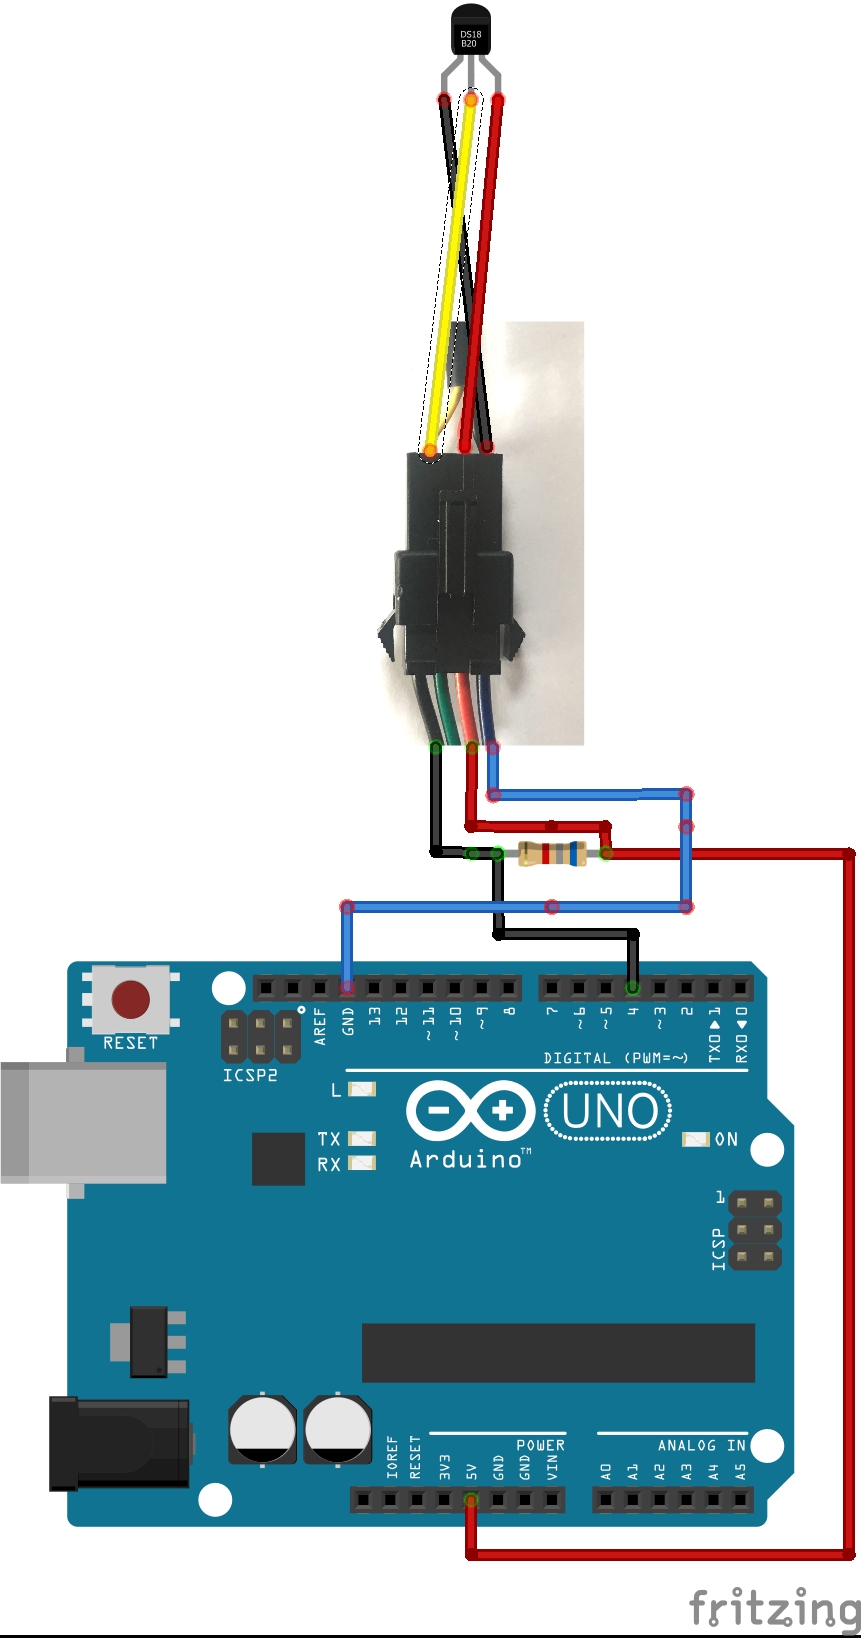 DS18
B20
RESET
ICSP2
AREF
GND
13
12
~11
~10
~9
8
7
~6
~5
4
~3
2
TX0▶1
RX0◀0
DIGITAL (PWM=~)
L
TX
RX
Arduino™
UNO
ON
1
ICSP
IOREF
RESET
3V3
5V
GND
GND
VIN
POWER
ANALOG IN
A0
A1
A2
A3
A4
A5
fritzing